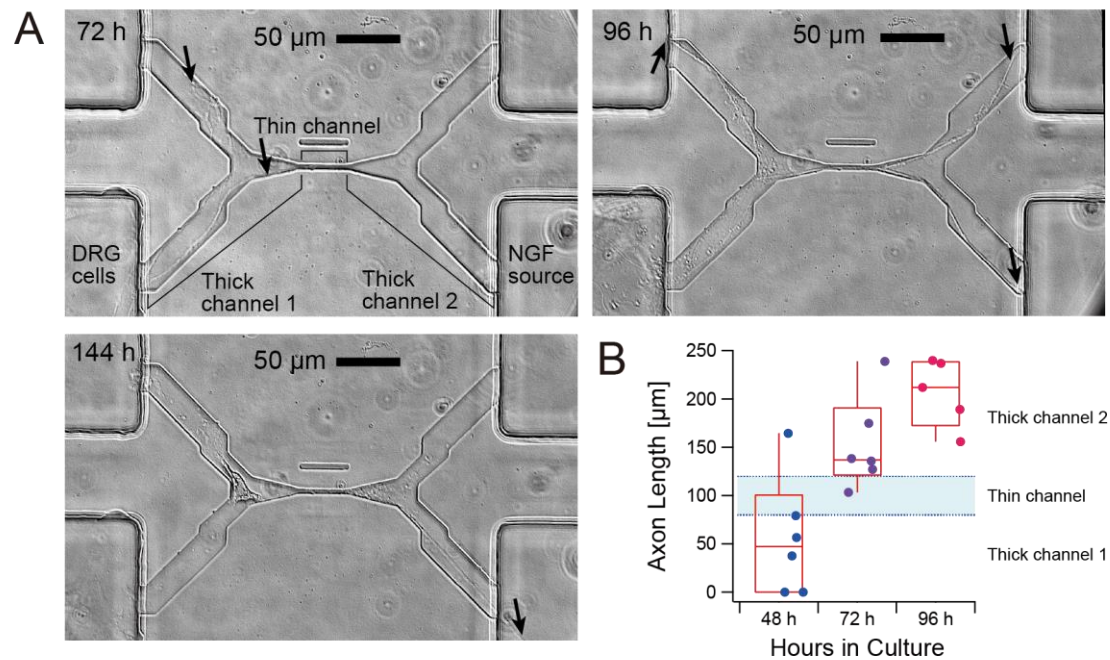 A
72 h
50 µm
Thin channel
DRG
cells
Thick
channel 1
Thick
channel 2
NGF
source
96 h
50 µm
144 h
50 µm
B
Axon Length [µm]
250
200
150
100
50
0
48 h
72 h
96 h
Hours in Culture
Thick channel 2
Thin channel
Thick channel 1